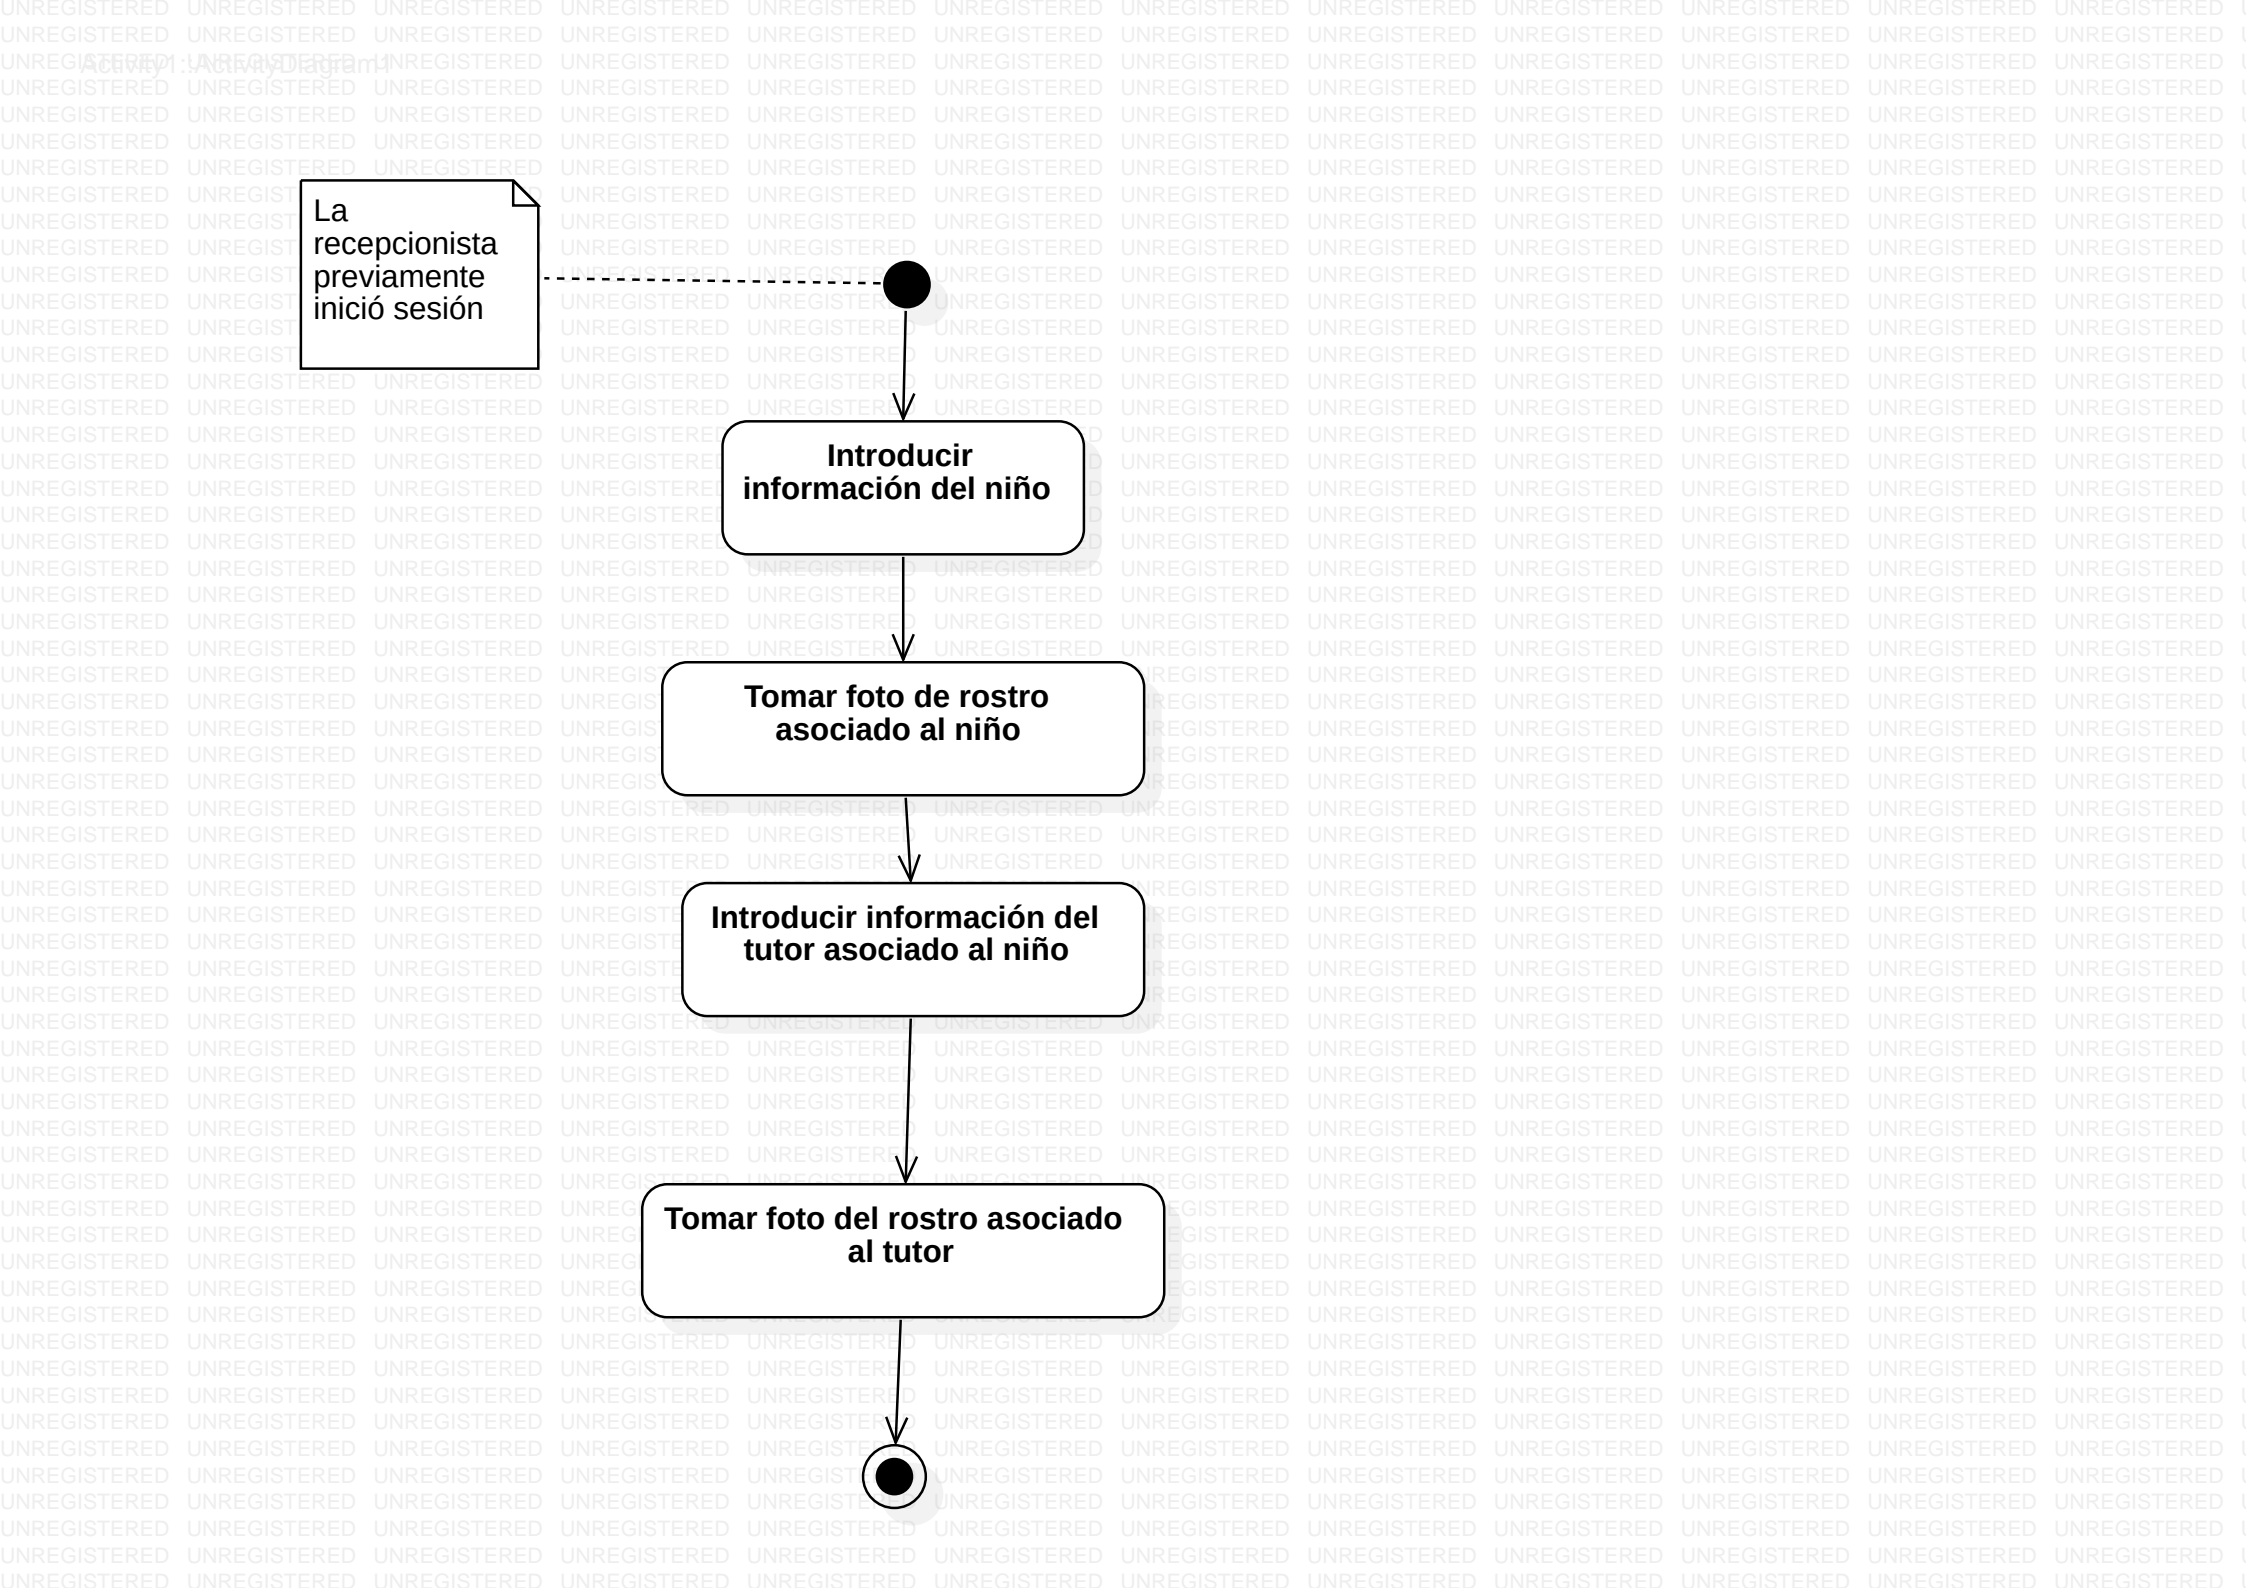 Activity1::ActivityDiagram1
La
recepcionista
previamente
inició sesión
Introducir
información del niño
Tomar foto de rostro
asociado al niño
Introducir información del
tutor asociado al niño
Tomar foto del rostro asociado
al tutor
UNREGISTERED